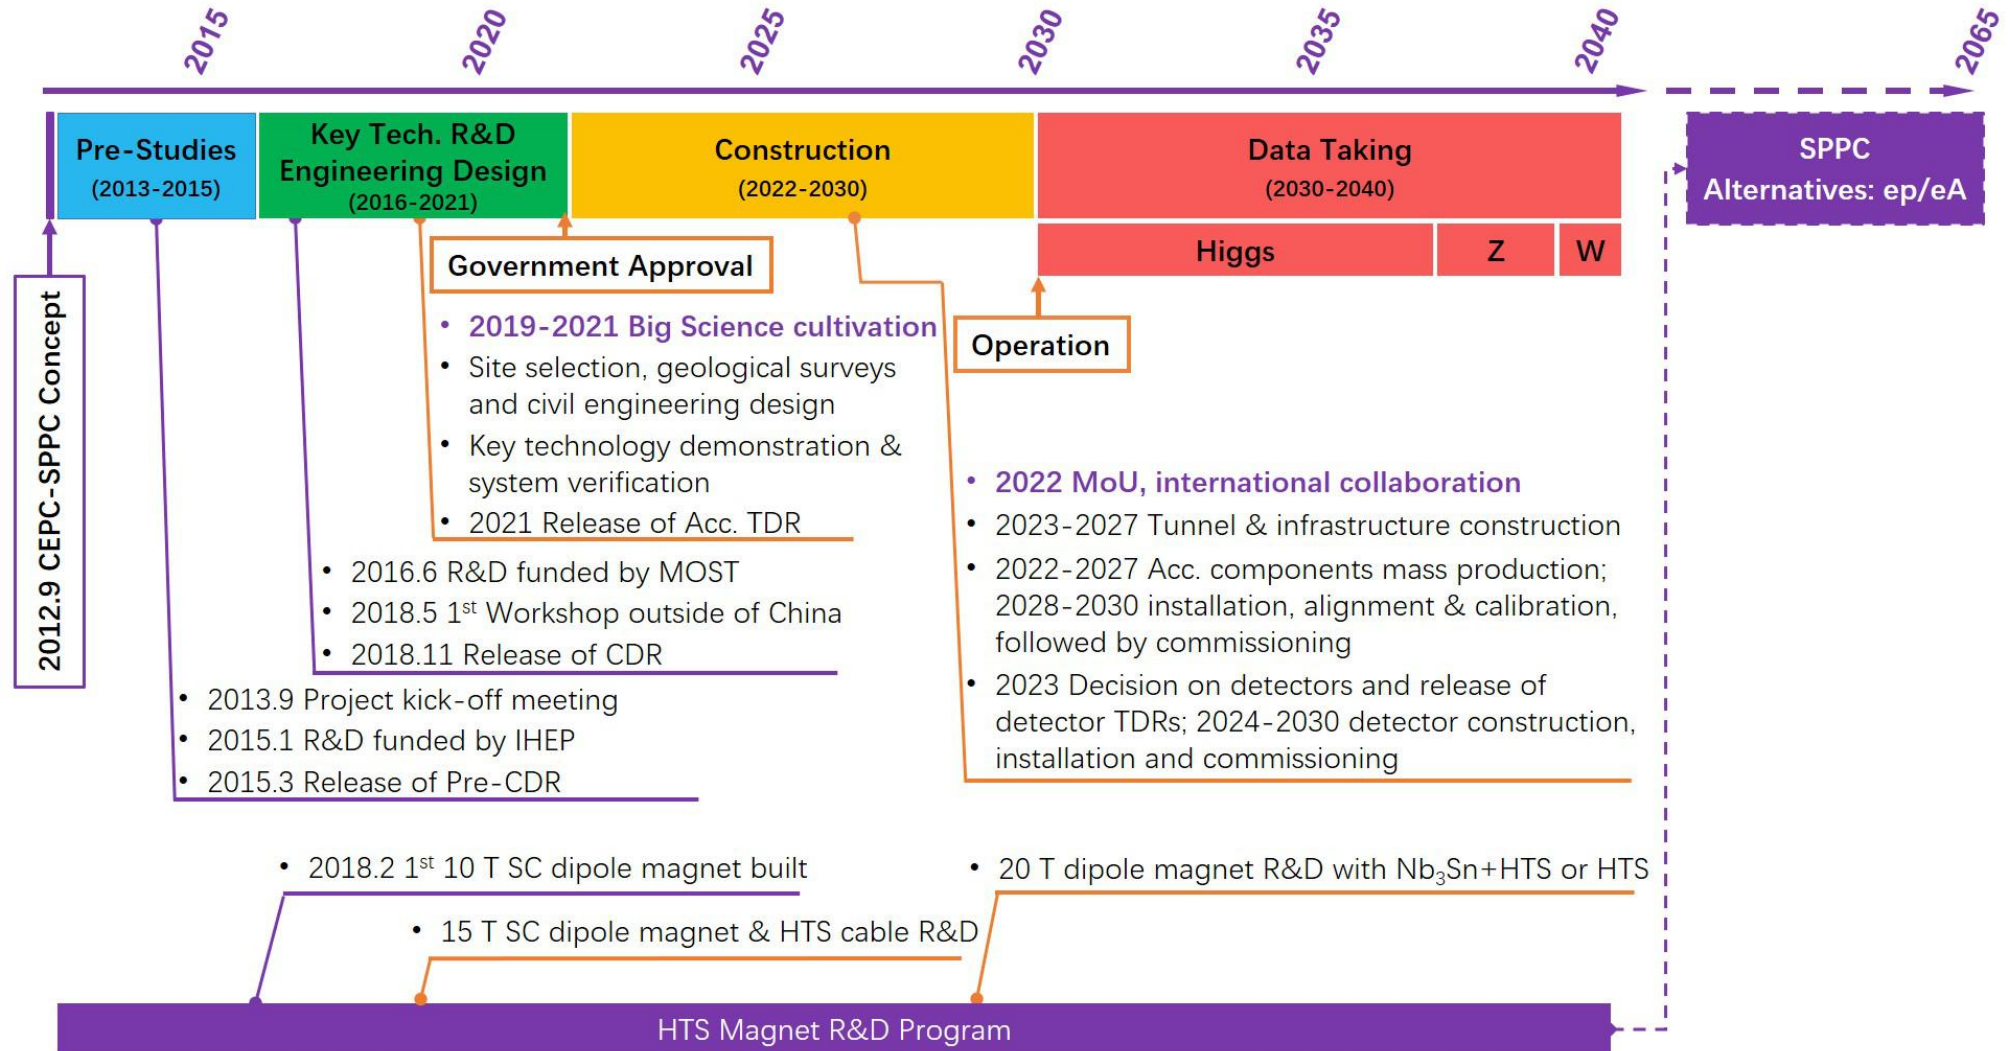 2015
2020
2025
2030
2035
2040
2065
Pre-Studies
(2013-2015)
Key Tech. R&D
Engineering Design
(2016-2021)
Construction
(2022-2030)
Data Taking
(2030-2040)
SPPC
Alternatives: ep/eA
Higgs
Z
W
Government Approval
Operation
2012.9 CEPC-SPPC Concept
• 2019-2021 Big Science cultivation
• Site selection, geological surveys
and civil engineering design
• Key technology demonstration &
system verification
• 2021 Release of Acc. TDR
• 2016.6 R&D funded by MOST
• 2018.5 1st Workshop outside of China
• 2018.11 Release of CDR
• 2013.9 Project kick-off meeting
• 2015.1 R&D funded by IHEP
• 2015.3 Release of Pre-CDR
• 2022 MoU, international collaboration
• 2023-2027 Tunnel & infrastructure construction
• 2022-2027 Acc. components mass production;
2028-2030 installation, alignment & calibration,
followed by commissioning
• 2023 Decision on detectors and release of
detector TDRs; 2024-2030 detector construction,
installation and commissioning
• 2018.2 1st 10 T SC dipole magnet built
• 15 T SC dipole magnet & HTS cable R&D
• 20 T dipole magnet R&D with Nb₃Sn+HTS or HTS
HTS Magnet R&D Program